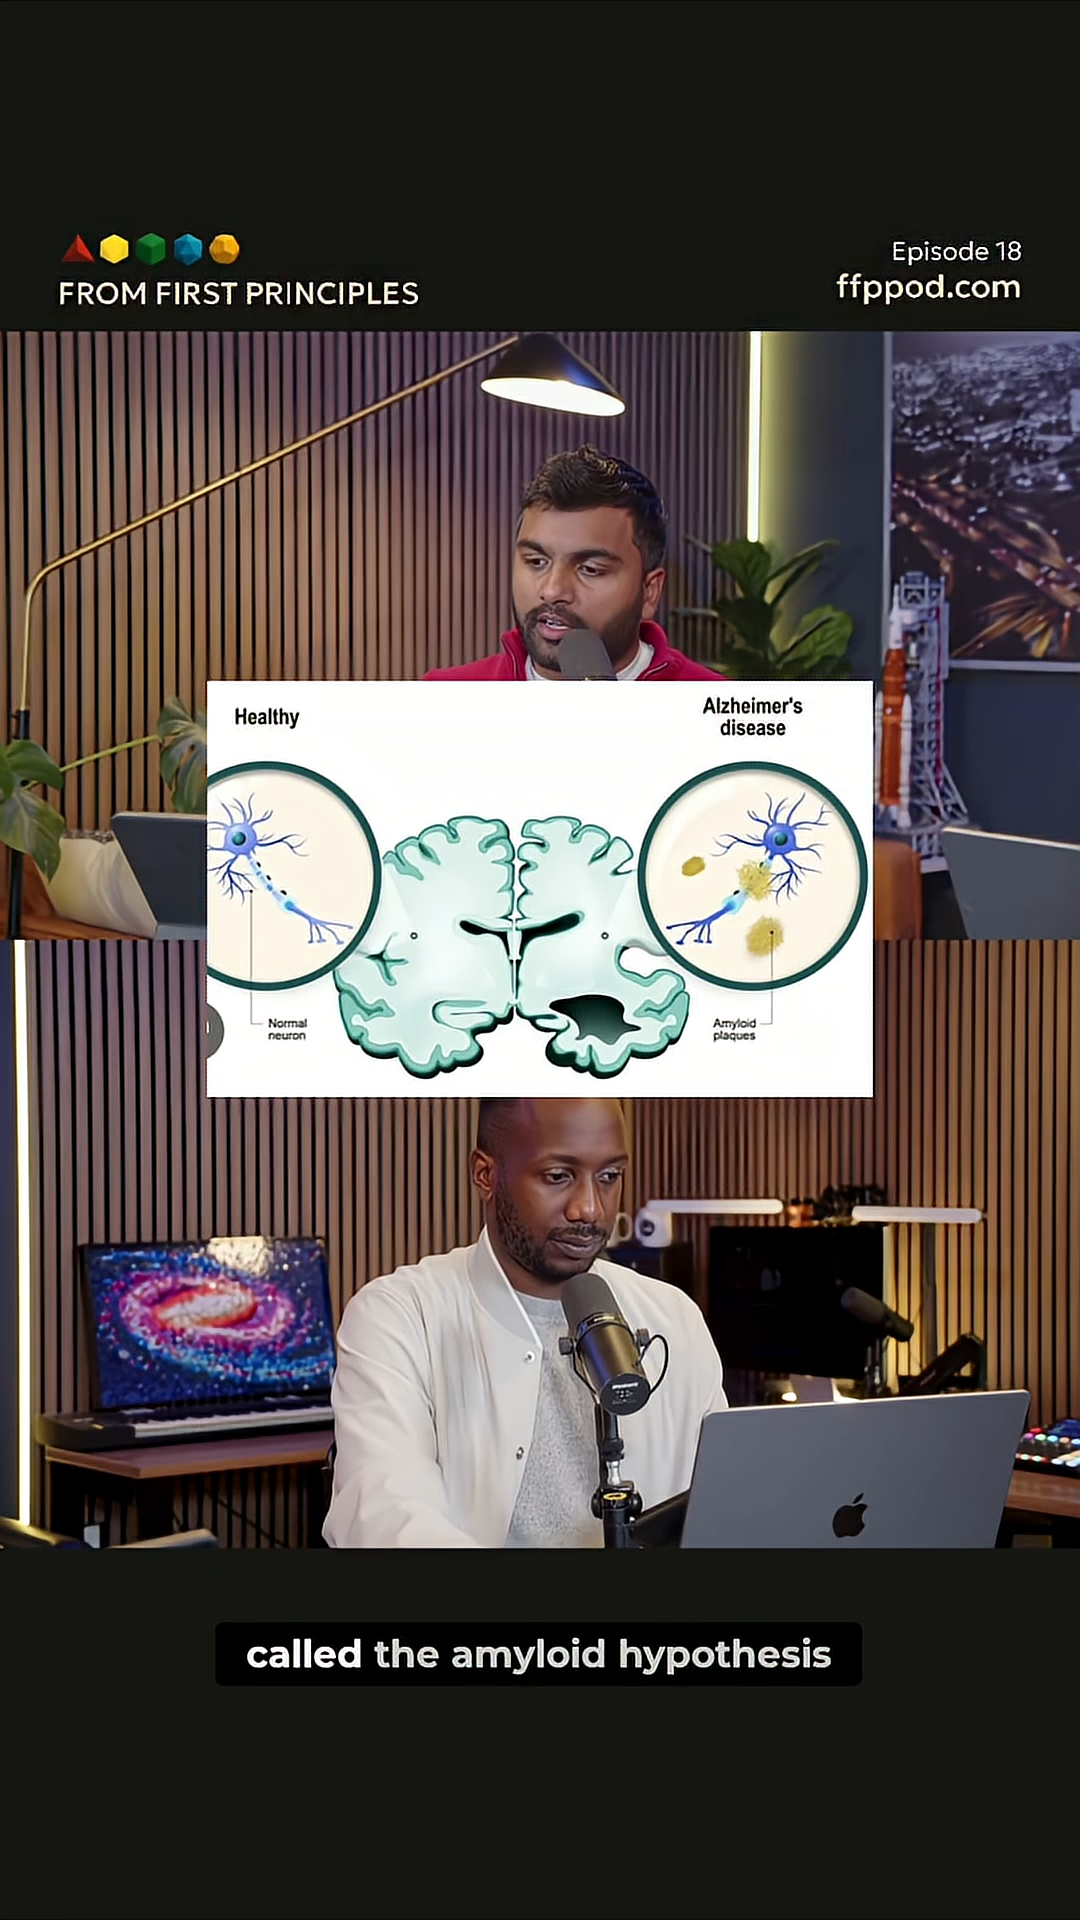 FROM FIRST PRINCIPLES
Episode 18
ffppod.com
Healthy
Alzheimer's
disease
Normal
neuron
Amyloid
plaques
called the amyloid hypothesis